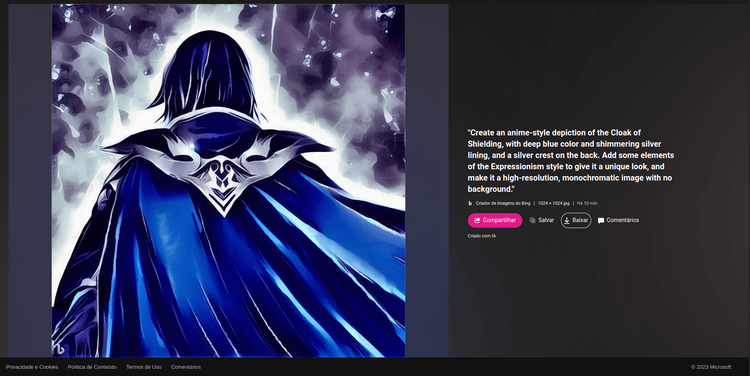 "Create an anime-style depiction of the Cloak of
Shielding, with deep blue color and shimmering silver
lining, and a silver crest on the back. Add some elements
of the Expressionism style to give it a unique look, and
make it a high-resolution, monochromatic image with no
background."
b Criador de Imagens do Bing | 1024 × 1024 jpg | Há 10 min
Compartilhar Salvar Baixar Comentários
Criado com IA
Privacidade e Cookies Política de Conteúdo Termos de Uso Comentários © 2023 Microsoft